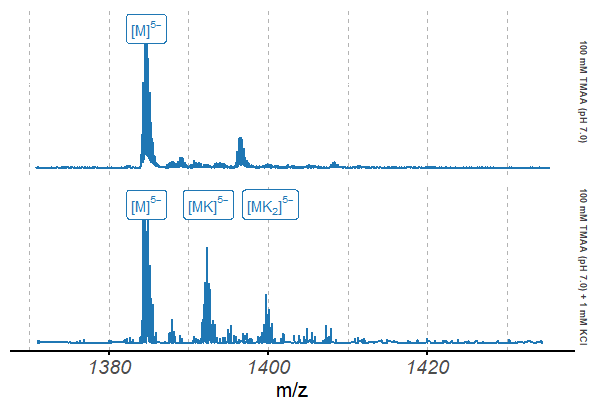 [M]⁵⁻
100 mM TMAA (pH 7.0)
[M]⁵⁻ [MK]⁵⁻ [MK₂]⁵⁻
100 mM TMAA (pH 7.0) + 1 mM KCl
1380 1400 1420
m/z